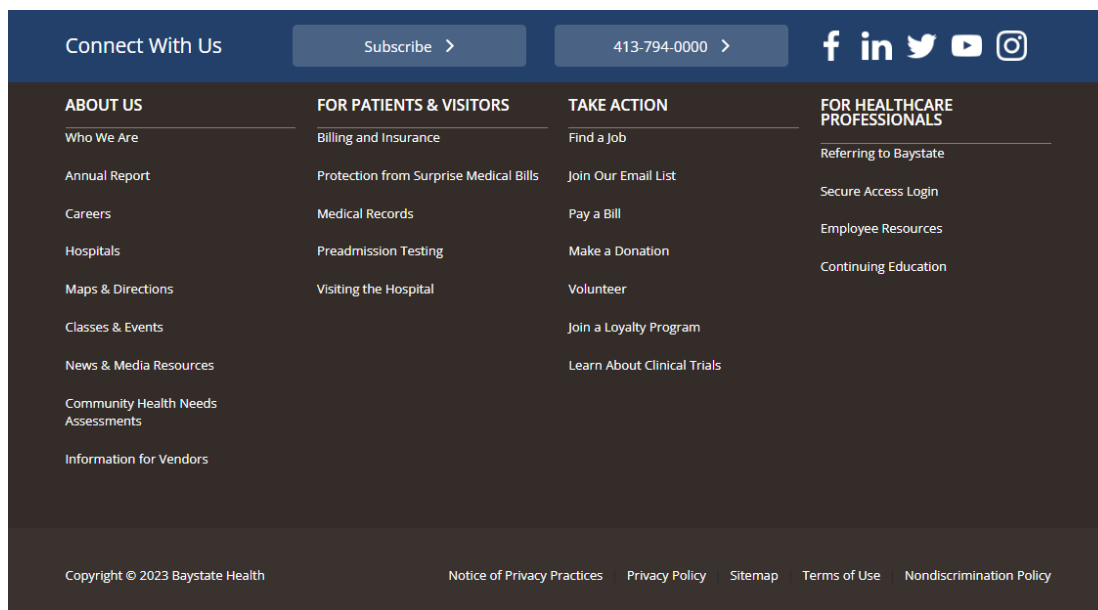 Connect With Us
Subscribe
413-794-0000
ABOUT US
Who We Are
Annual Report
Careers
Hospitals
Maps & Directions
Classes & Events
News & Media Resources
Community Health Needs
Assessments
Information for Vendors
FOR PATIENTS & VISITORS
Billing and Insurance
Protection from Surprise Medical Bills
Medical Records
Preadmission Testing
Visiting the Hospital
TAKE ACTION
Find a Job
Join Our Email List
Pay a Bill
Make a Donation
Volunteer
Join a Loyalty Program
Learn About Clinical Trials
FOR HEALTHCARE
PROFESSIONALS
Referring to Baystate
Secure Access Login
Employee Resources
Continuing Education
Copyright © 2023 Baystate Health
Notice of Privacy Practices
Privacy Policy
Sitemap
Terms of Use
Nondiscrimination Policy